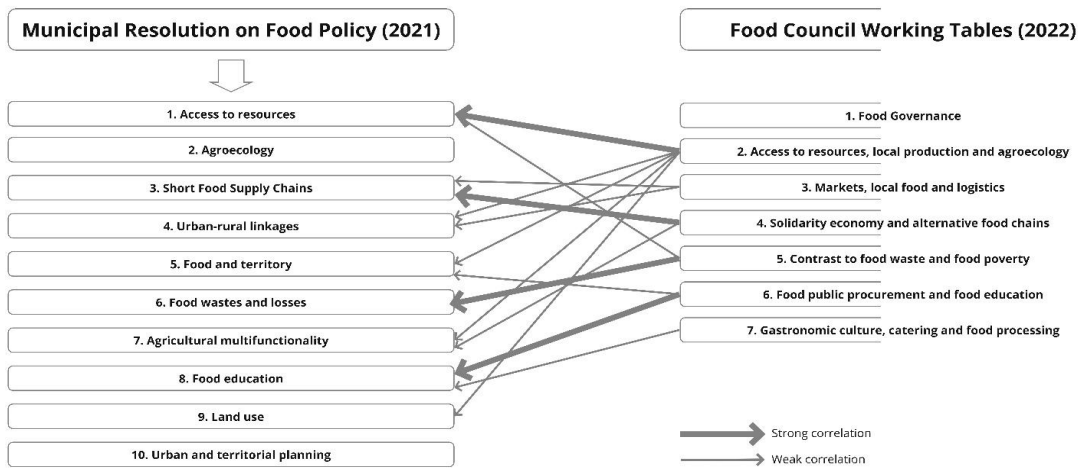 Municipal Resolution on Food Policy (2021)
1. Access to resources
2. Agroecology
3. Short Food Supply Chains
4. Urban-rural linkages
5. Food and territory
6. Food wastes and losses
7. Agricultural multifunctionality
8. Food education
9. Land use
10. Urban and territorial planning
Food Council Working Tables (2022)
1. Food Governance
2. Access to resources, local production and agroecology
3. Markets, local food and logistics
4. Solidarity economy and alternative food chains
5. Contrast to food waste and food poverty
6. Food public procurement and food education
7. Gastronomic culture, catering and food processing
Strong correlation
Weak correlation